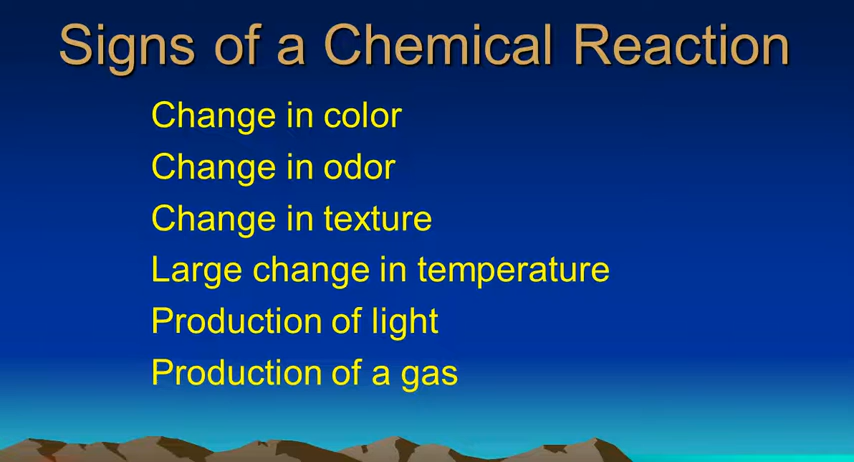 Signs of a Chemical Reaction
Change in color
Change in odor
Change in texture
Large change in temperature
Production of light
Production of a gas